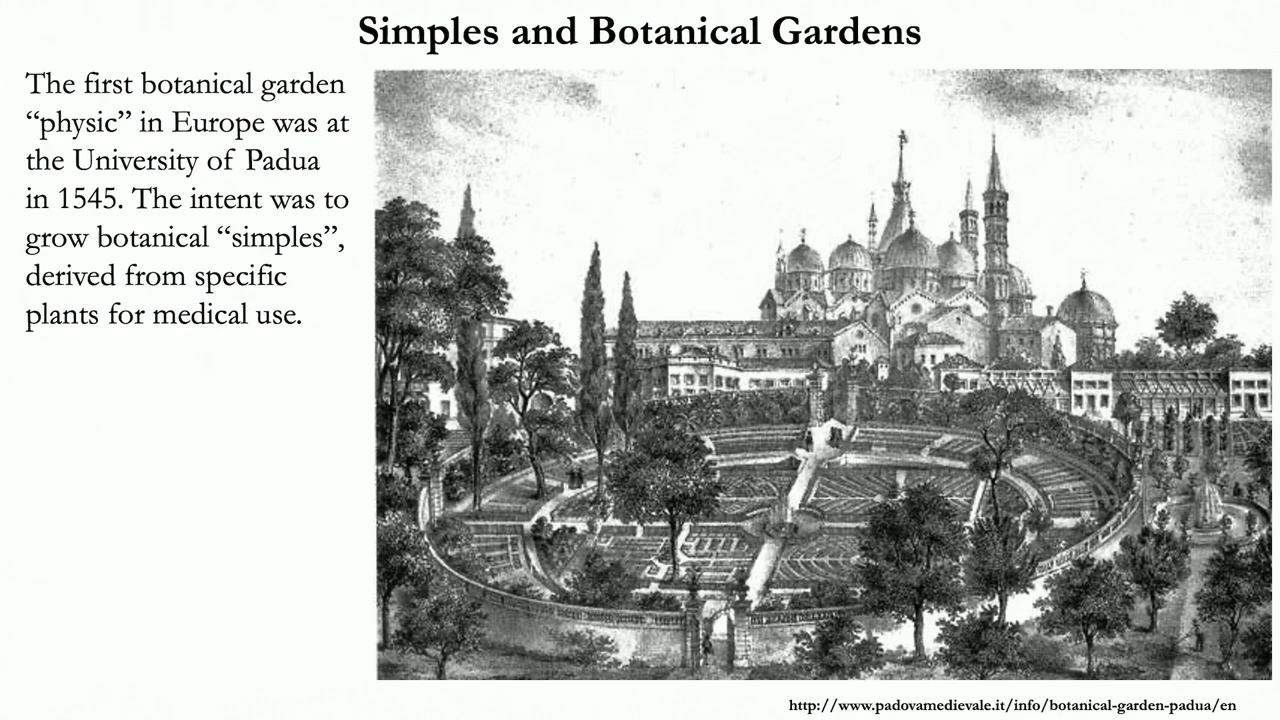 Simples and Botanical Gardens
The first botanical garden
“physic” in Europe was at
the University of Padua
in 1545. The intent was to
grow botanical “simples”,
derived from specific
plants for medical use.
http://www.padovamedievale.it/info/botanical-garden-padua/en